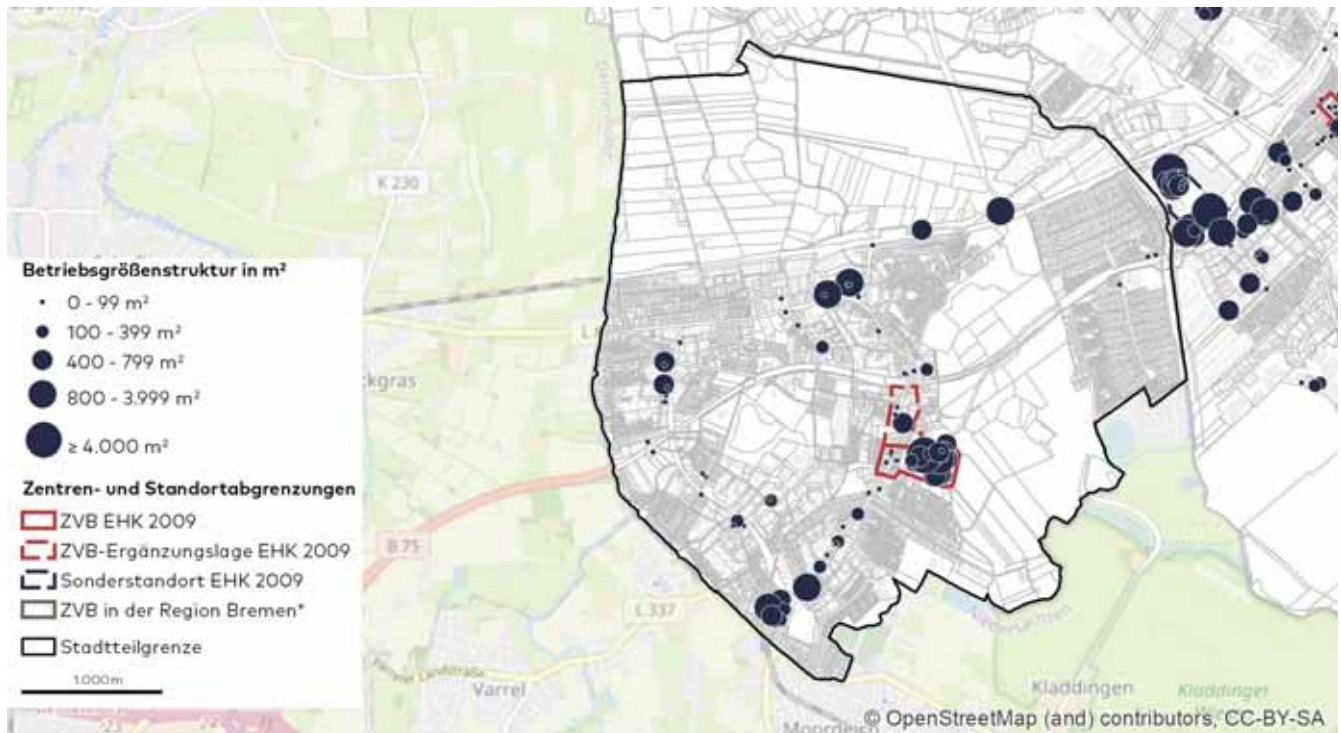 K 230
Betriebsgrößenstruktur in m²
0 - 99 m²
100 - 399 m²
400 - 799 m²
800 - 3.999 m²
≥ 4.000 m²
Zentren- und Standortabgrenzungen
ZVB EHK 2009
ZVB-Ergänzungslage EHK 2009
Sonderstandort EHK 2009
ZVB in der Region Bremen*
Stadtteilgrenze
1.000 m
ckgras
B 75
L 337
Varrel
Moordeich
Kladdingen
Kladdinger
© OpenStreetMap (and) contributors, CC-BY-SA